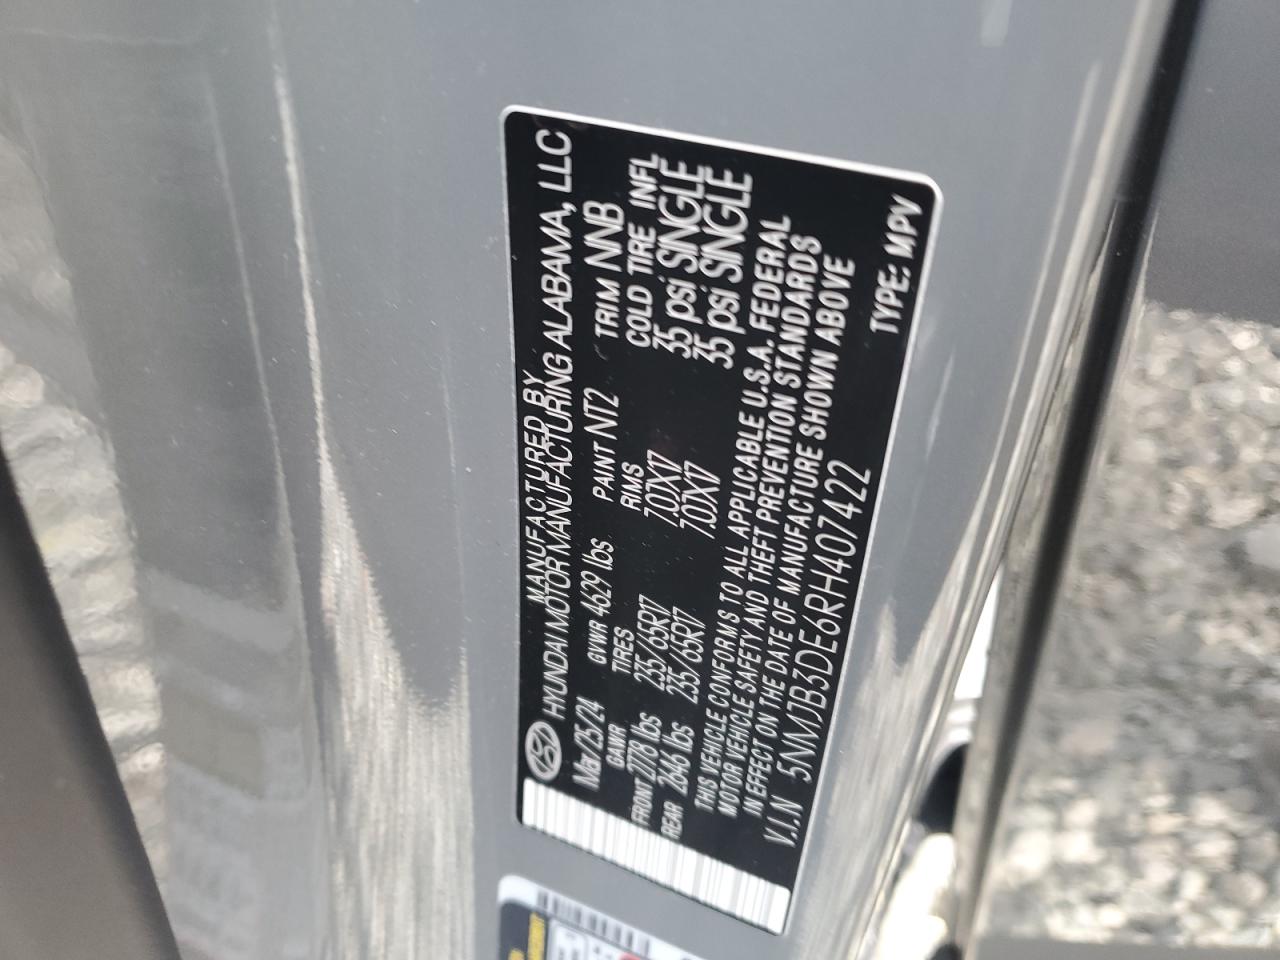 MANUFACTURED BY
HYUNDAI MOTOR MANUFACTURING ALABAMA, LLC
Mar/25/24 GVWR 4629 lbs PAINT NT2 TRIM NNB
GAWR TIRES RIMS COLD TIRE INFL
FRONT 2778 lbs 235/65R17 7.0JX17 35 psi SINGLE
REAR 2646 lbs 235/65R17 7.0JX17 35 psi SINGLE
THIS VEHICLE CONFORMS TO ALL APPLICABLE U.S.A. FEDERAL
MOTOR VEHICLE SAFETY AND THEFT PREVENTION STANDARDS
IN EFFECT ON THE DATE OF MANUFACTURE SHOWN ABOVE
V.I.N 5NMJB3DE6RH407422
TYPE: MPV